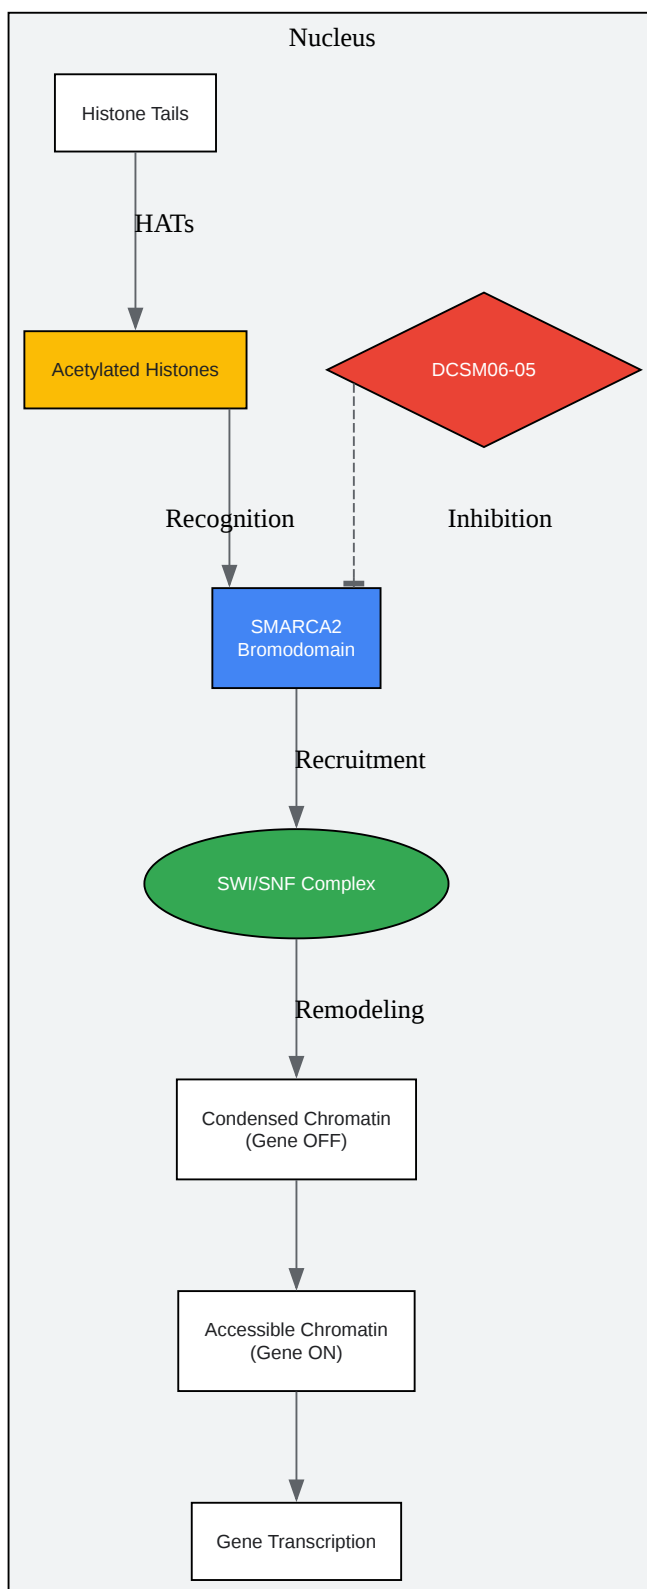 Nucleus
Histone Tails
HATs
Acetylated Histones
DCSM06-05
Recognition
Inhibition
SMARCA2
Bromodomain
Recruitment
SWI/SNF Complex
Remodeling
Condensed Chromatin
(Gene OFF)
Accessible Chromatin
(Gene ON)
Gene Transcription